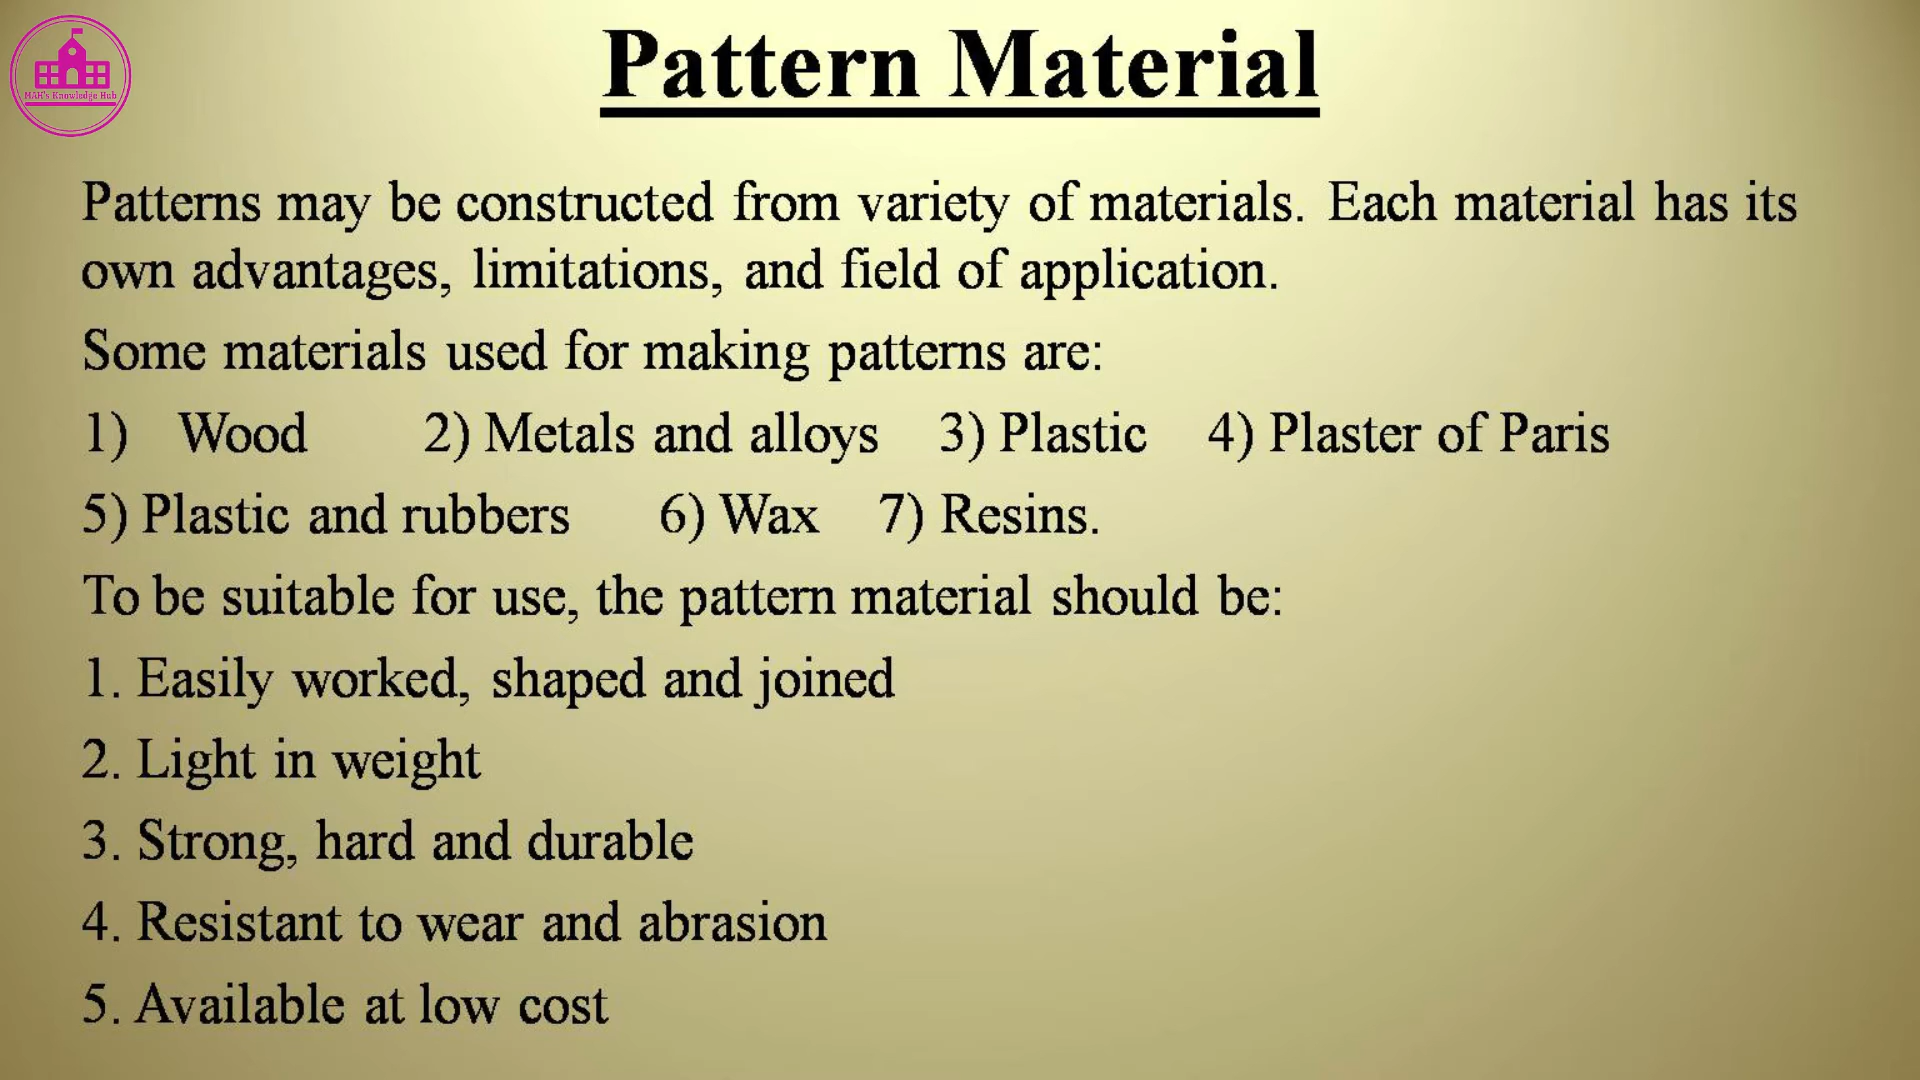 MAH's Knowledge Hub
Pattern Material
Patterns may be constructed from variety of materials. Each material has its
own advantages, limitations, and field of application.
Some materials used for making patterns are:
1) Wood 2) Metals and alloys 3) Plastic 4) Plaster of Paris
5) Plastic and rubbers 6) Wax 7) Resins.
To be suitable for use, the pattern material should be:
1. Easily worked, shaped and joined
2. Light in weight
3. Strong, hard and durable
4. Resistant to wear and abrasion
5. Available at low cost